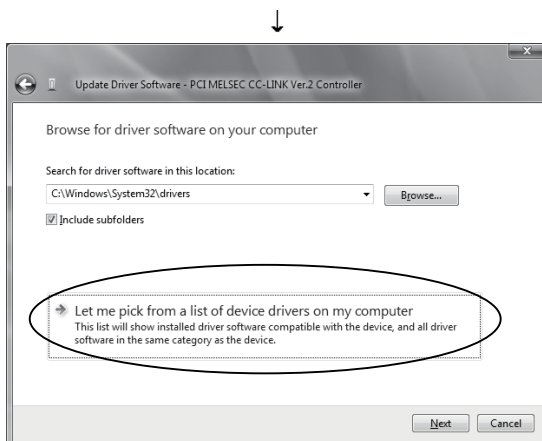 Update Driver Software - PCI MELSEC CC-LINK Ver.2 Controller
Browse for driver software on your computer
Search for driver software in this location:
C:\Windows\System32\drivers
Browse...
Include subfolders
Let me pick from a list of device drivers on my computer
This list will show installed driver software compatible with the device, and all driver
software in the same category as the device.
Next Cancel